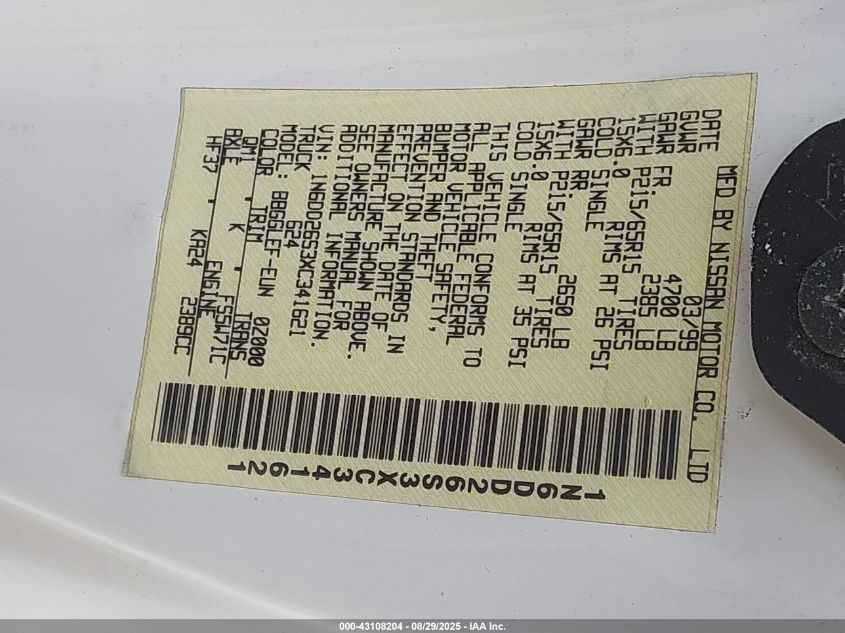 MFD BY NISSAN MOTOR CO., LTD
DATE 03/99
GVWR 4700 LB
GAWR FR: 2385 LB
WITH P215/65R15 TIRES
15X6.0 RIMS AT 26 PSI
COLD SINGLE
GAWR RR: 2650 LB
WITH P215/65R15 TIRES
15X6.0 RIMS AT 35 PSI
COLD SINGLE
THIS VEHICLE CONFORMS TO
ALL APPLICABLE FEDERAL
MOTOR VEHICLE SAFETY,
BUMPER AND THEFT
PREVENTION STANDARDS IN
EFFECT ON THE DATE OF
MANUFACTURE SHOWN ABOVE.
SEE OWNERS MANUAL FOR
ADDITIONAL INFORMATION.
VIN: 1N6DD26S3XC341621
TRUCK 624
MODEL: BBGGLEF-EUN 0Z000
COLOR TRIM TRANS
QM1 K FS5W71C
AXLE ENGINE
HF37 KA24 2399CC
1N6DD26S3XC341621
000-43108204 - 08/29/2025 - IAA Inc.